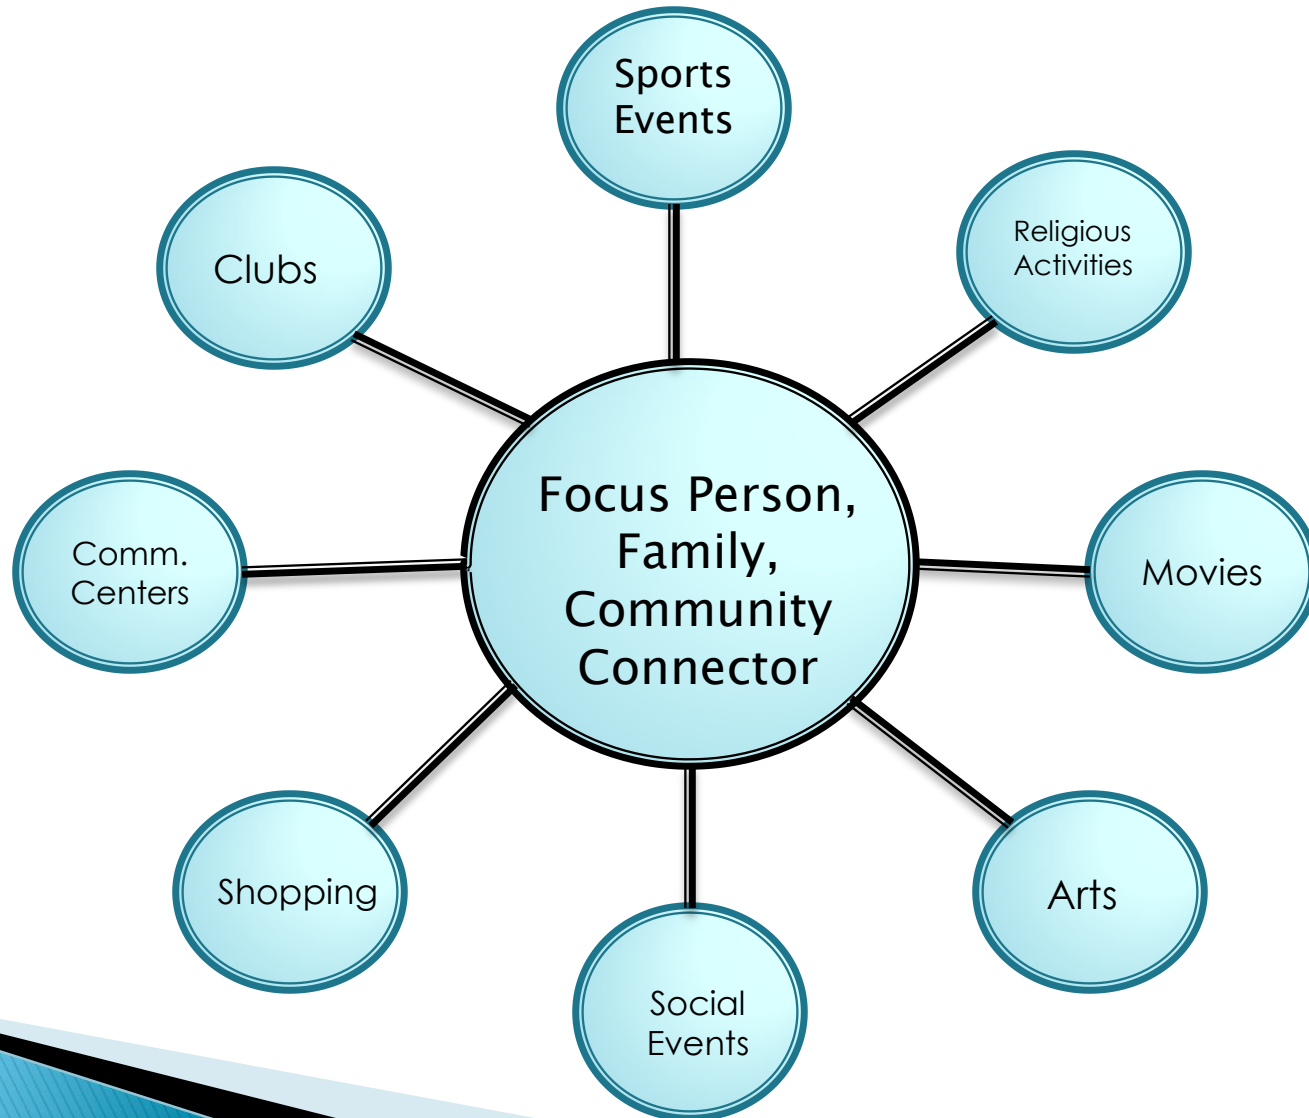 Sports
Events
Religious
Activities
Clubs
Focus Person,
Family,
Community
Connector
Comm.
Centers
Movies
Shopping
Arts
Social
Events